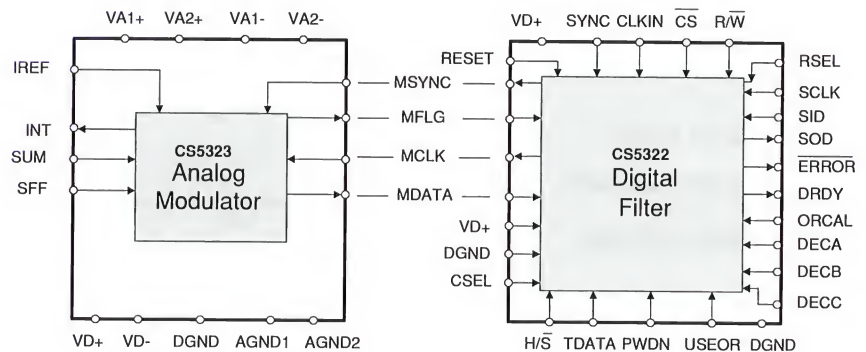 VA1+ VA2+ VA1- VA2-
IREF
INT
SUM
SFF
CS5323
Analog
Modulator
VD+ VD- DGND AGND1 AGND2
MSYNC
MFLG
MCLK
MDATA
VD+ SYNC CLKIN CS R/W
RESET
VD+
DGND
CSEL
CS5322
Digital
Filter
RSEL
SCLK
SID
SOD
ERROR
DRDY
ORCAL
DECA
DECB
DECC
H/S TDATA PWDN USEOR DGND